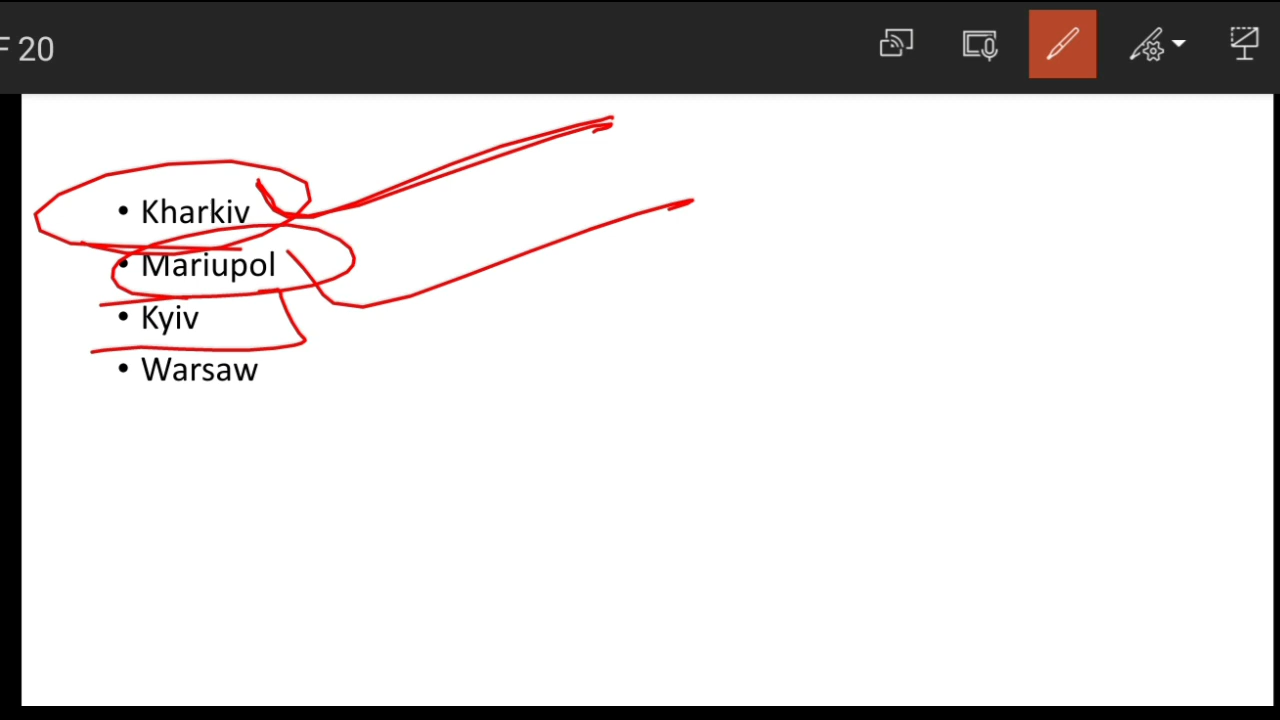 F 20
• Kharkiv
• Mariupol
• Kyiv
• Warsaw